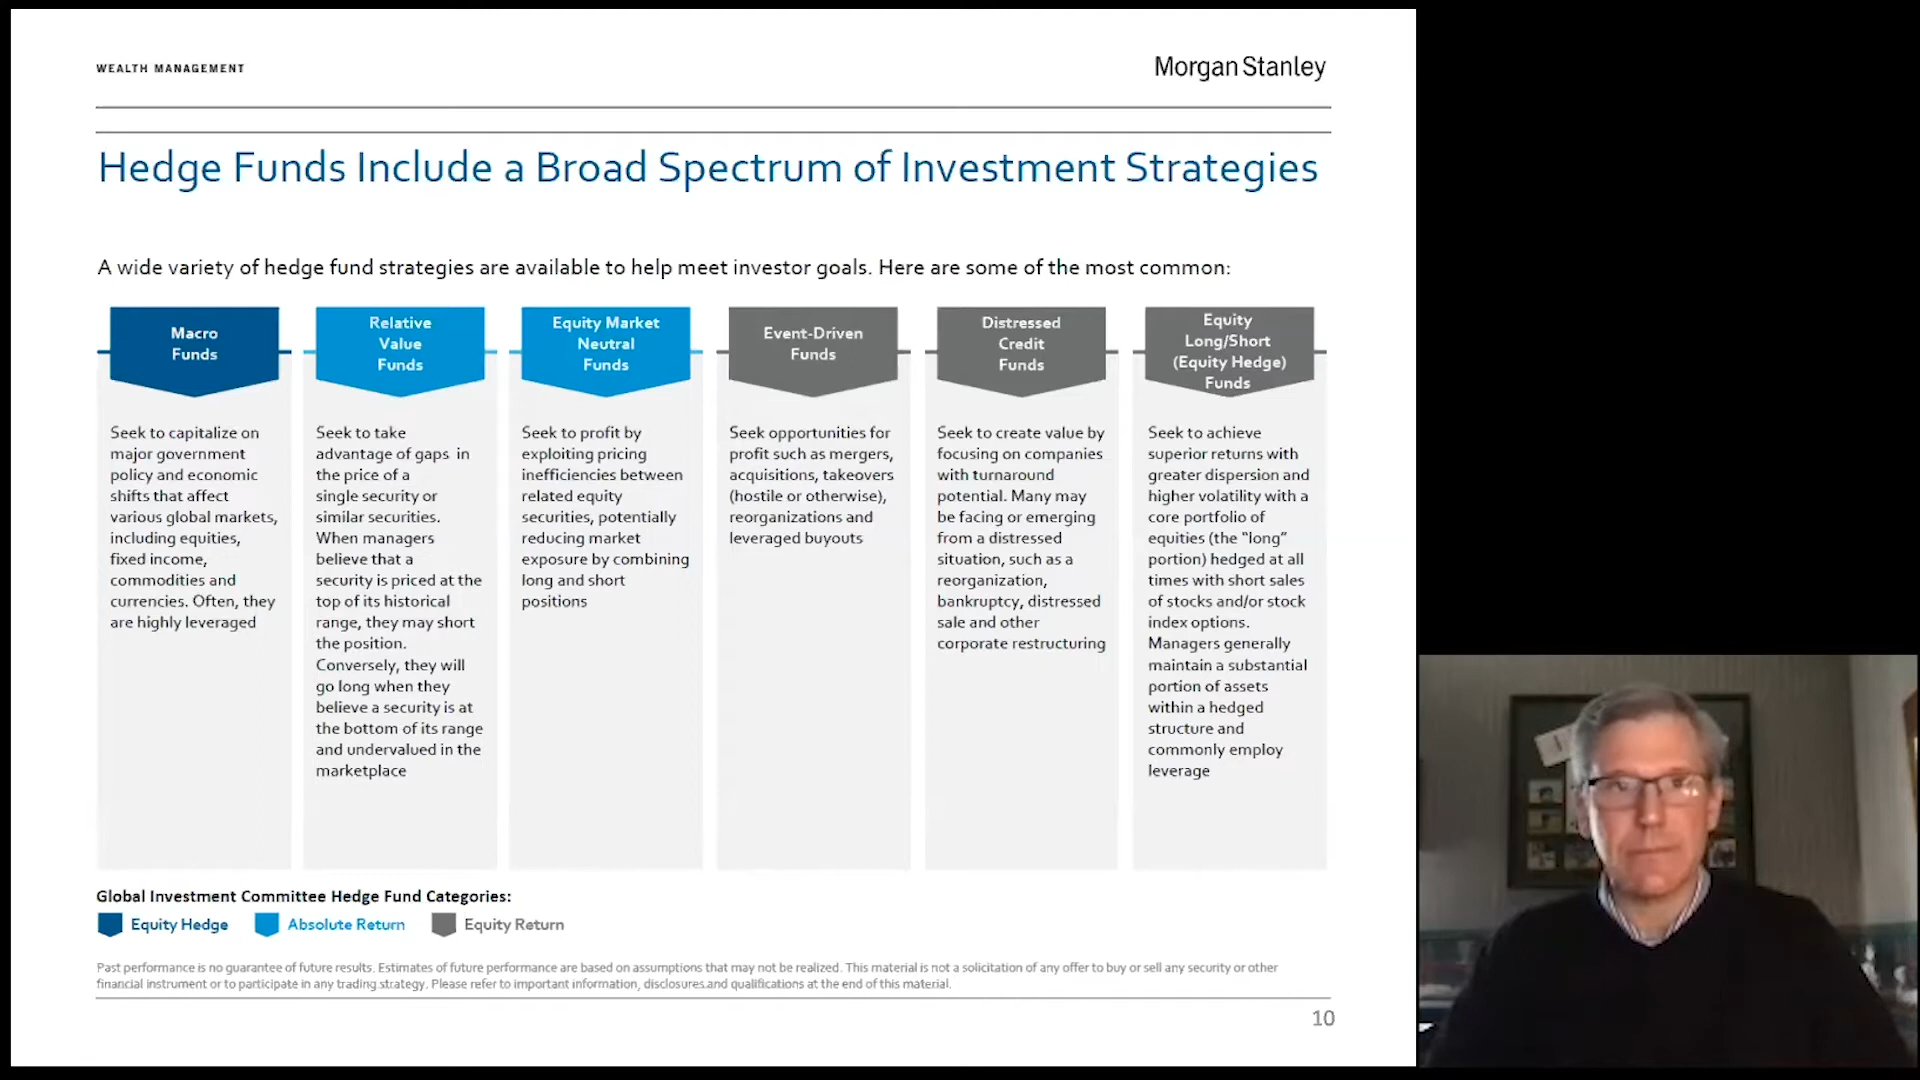 WEALTH MANAGEMENT
Morgan Stanley
Hedge Funds Include a Broad Spectrum of Investment Strategies
A wide variety of hedge fund strategies are available to help meet investor goals. Here are some of the most common:
Macro
Funds
Seek to capitalize on
major government
policy and economic
shifts that affect
various global markets,
including equities,
fixed income,
commodities and
currencies. Often, they
are highly leveraged
Relative
Value
Funds
Seek to take
advantage of gaps in
the price of a
single security or
similar securities.
When managers
believe that a
security is priced at the
top of its historical
range, they may short
the position.
Conversely, they will
go long when they
believe a security is at
the bottom of its range
and undervalued in the
marketplace
Equity Market
Neutral
Funds
Seek to profit by
exploiting pricing
inefficiencies between
related equity
securities, potentially
reducing market
exposure by combining
long and short
positions
Event-Driven
Funds
Seek opportunities for
profit such as mergers,
acquisitions, takeovers
(hostile or otherwise),
reorganizations and
leveraged buyouts
Distressed
Credit
Funds
Seek to create value by
focusing on companies
with turnaround
potential. Many may
be facing or emerging
from a distressed
situation, such as a
reorganization,
bankruptcy, distressed
sale and other
corporate restructuring
Equity
Long/Short
(Equity Hedge)
Funds
Seek to achieve
superior returns with
greater dispersion and
higher volatility with a
core portfolio of
equities (the “long”
portion) hedged at all
times with short sales
of stocks and/or stock
index options.
Managers generally
maintain a substantial
portion of assets
within a hedged
structure and
commonly employ
leverage
Global Investment Committee Hedge Fund Categories:
Equity Hedge
Absolute Return
Equity Return
Past performance is no guarantee of future results. Estimates of future performance are based on assumptions that may not be realized. This material is not a solicitation of any offer to buy or sell any security or other
financial instrument or to participate in any trading strategy. Please refer to important information, disclosures and qualifications at the end of this material.
10